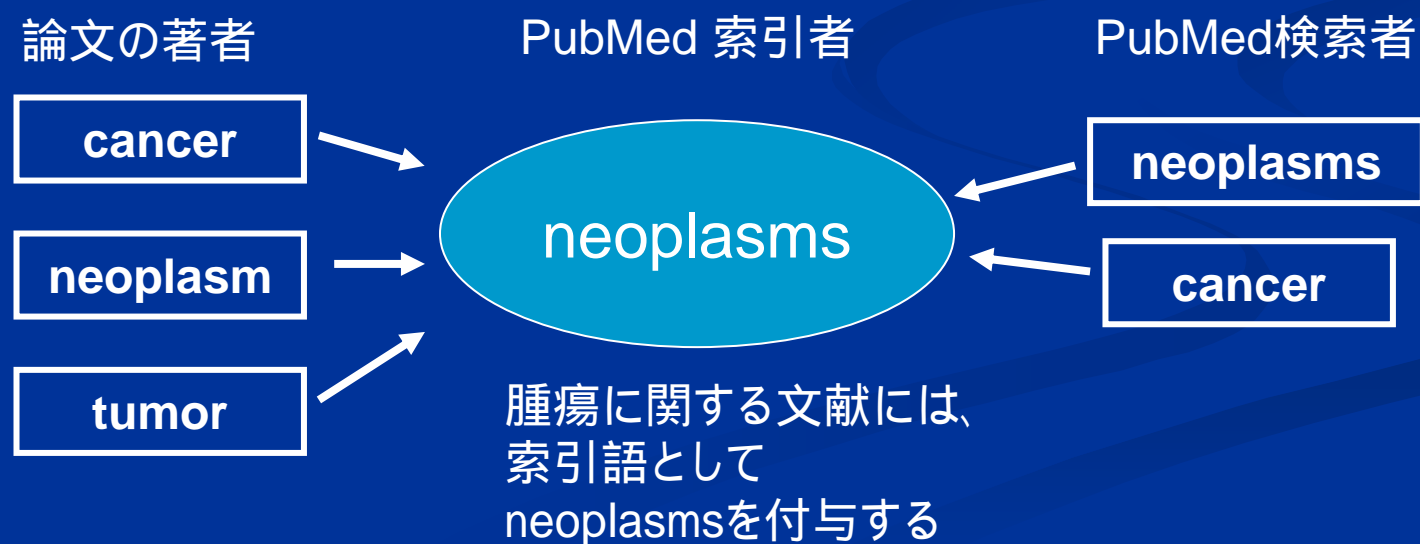 論文の著者
PubMed 索引者
PubMed検索者
cancer
neoplasm
tumor
neoplasms
neoplasms
cancer
腫瘍に関する文献には、
索引語として
neoplasmsを付与する